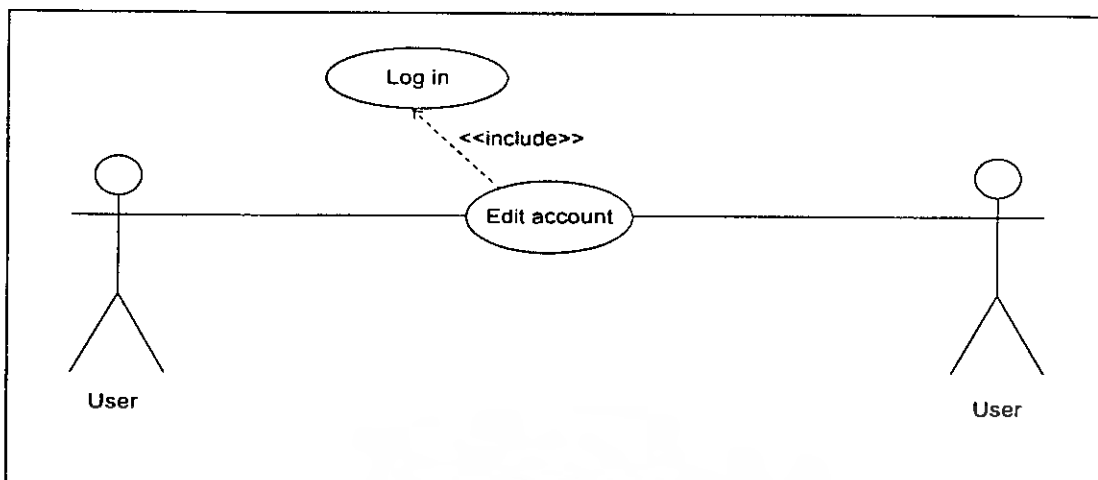 Log in
<<include>>
Edit account
User
User